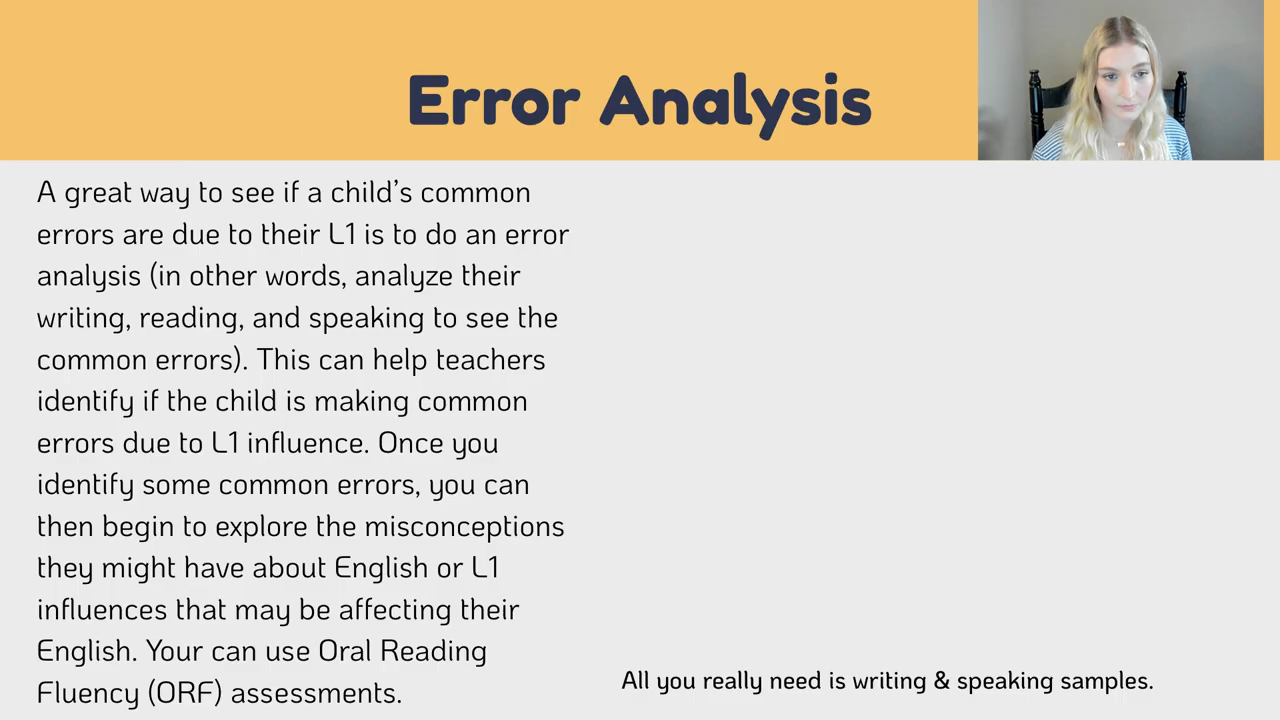 Error Analysis
A great way to see if a child's common
errors are due to their L1 is to do an error
analysis (in other words, analyze their
writing, reading, and speaking to see the
common errors). This can help teachers
identify if the child is making common
errors due to L1 influence. Once you
identify some common errors, you can
then begin to explore the misconceptions
they might have about English or L1
influences that may be affecting their
English. Your can use Oral Reading
Fluency (ORF) assessments.
All you really need is writing & speaking samples.